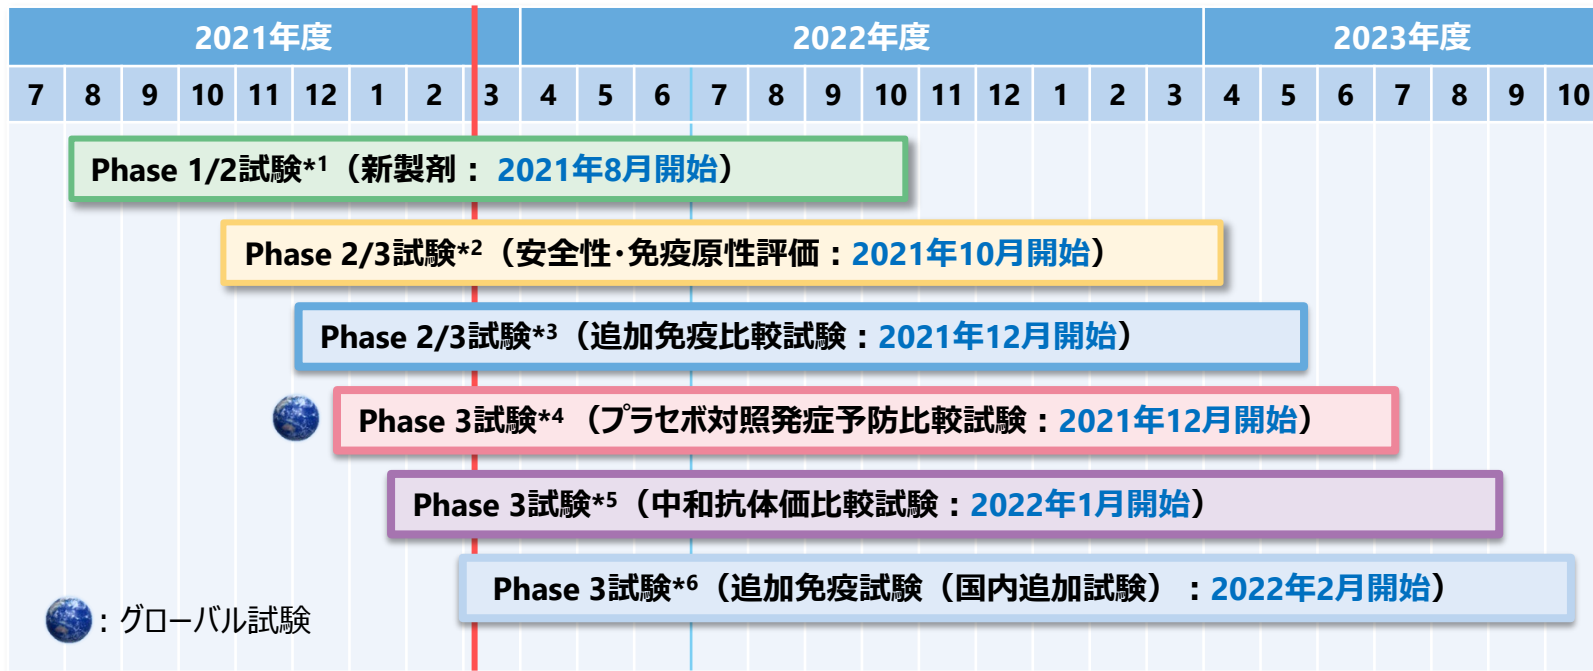 2021年度 2022年度 2023年度
7 8 9 10 11 12 1 2 3 4 5 6 7 8 9 10 11 12 1 2 3 4 5 6 7 8 9 10
Phase 1/2試験*1（新製剤： 2021年8月開始）
Phase 2/3試験*2（安全性・免疫原性評価：2021年10月開始）
Phase 2/3試験*3（追加免疫比較試験：2021年12月開始）
Phase 3試験*4（プラセボ対照発症予防比較試験：2021年12月開始）
Phase 3試験*5（中和抗体価比較試験：2022年1月開始）
Phase 3試験*6（追加免疫試験（国内追加試験）：2022年2月開始）
：グローバル試験